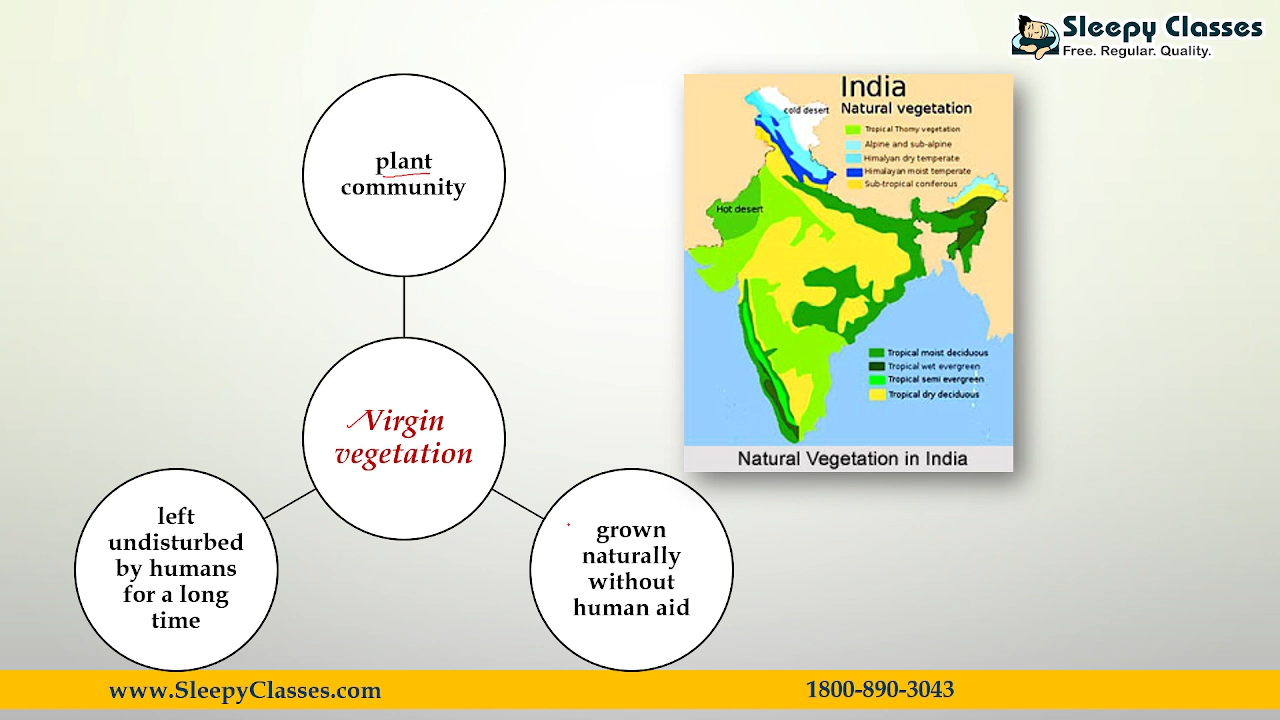 Sleepy Classes
Free. Regular. Quality.
plant
community
Virgin
vegetation
left
undisturbed
by humans
for a long
time
grown
naturally
without
human aid
India
Natural vegetation
cold desert
Tropical Thorny vegetation
Alpine and sub-alpine
Himalyan dry temperate
Himalayan moist temperate
Sub-tropical coniferous
Hot desert
Tropical moist deciduous
Tropical wet evergreen
Tropical semi evergreen
Tropical dry deciduous
Natural Vegetation in India
www.SleepyClasses.com
1800-890-3043